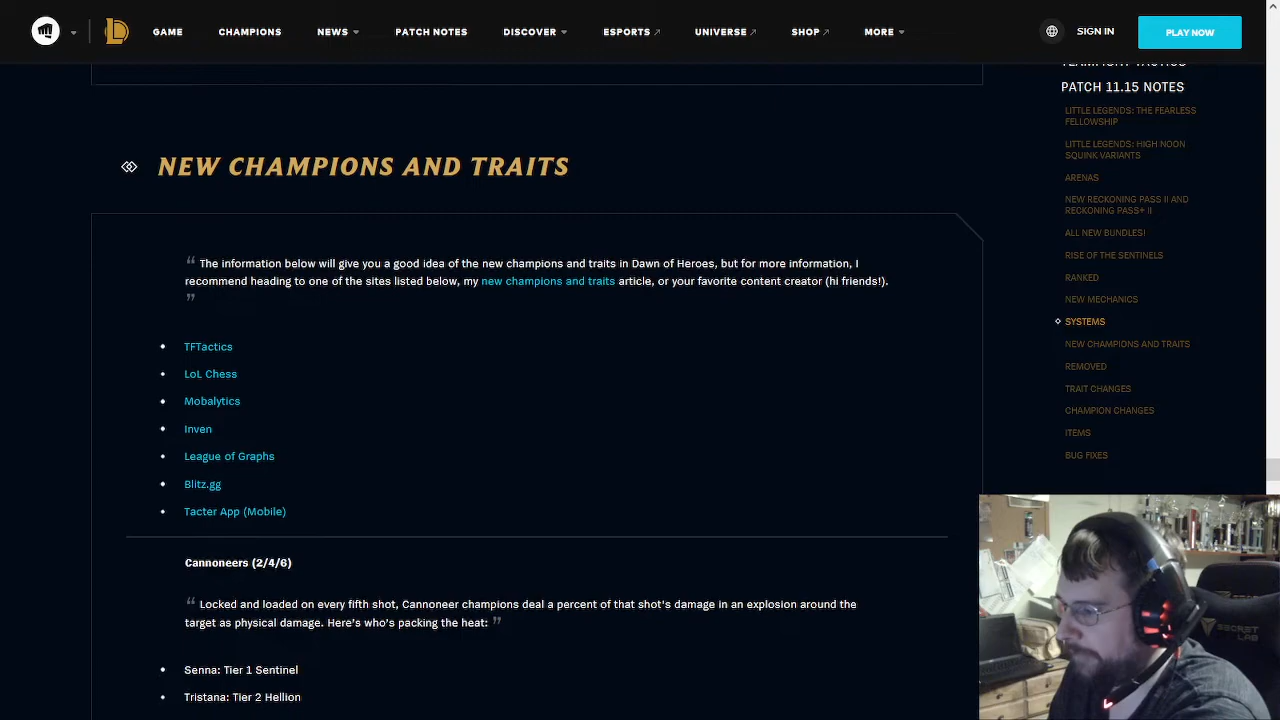 GAME
CHAMPIONS
NEWS
PATCH NOTES
DISCOVER
ESPORTS
UNIVERSE
SHOP
MORE
SIGN IN
PLAY NOW
NEW CHAMPIONS AND TRAITS
“ The information below will give you a good idea of the new champions and traits in Dawn of Heroes, but for more information, I
recommend heading to one of the sites listed below, my new champions and traits article, or your favorite content creator (hi friends!).
”
• TFTactics
• LoL Chess
• Mobalytics
• Inven
• League of Graphs
• Blitz.gg
• Tacter App (Mobile)
Cannoneers (2/4/6)
“ Locked and loaded on every fifth shot, Cannoneer champions deal a percent of that shot's damage in an explosion around the
target as physical damage. Here's who's packing the heat: ”
• Senna: Tier 1 Sentinel
• Tristana: Tier 2 Hellion
TEAMFIGHT TACTICS
PATCH 11.15 NOTES
LITTLE LEGENDS: THE FEARLESS
FELLOWSHIP
LITTLE LEGENDS: HIGH NOON
SQUINK VARIANTS
ARENAS
NEW RECKONING PASS II AND
RECKONING PASS+ II
ALL NEW BUNDLES!
RISE OF THE SENTINELS
RANKED
NEW MECHANICS
SYSTEMS
NEW CHAMPIONS AND TRAITS
REMOVED
TRAIT CHANGES
CHAMPION CHANGES
ITEMS
BUG FIXES
SECRET
LAB